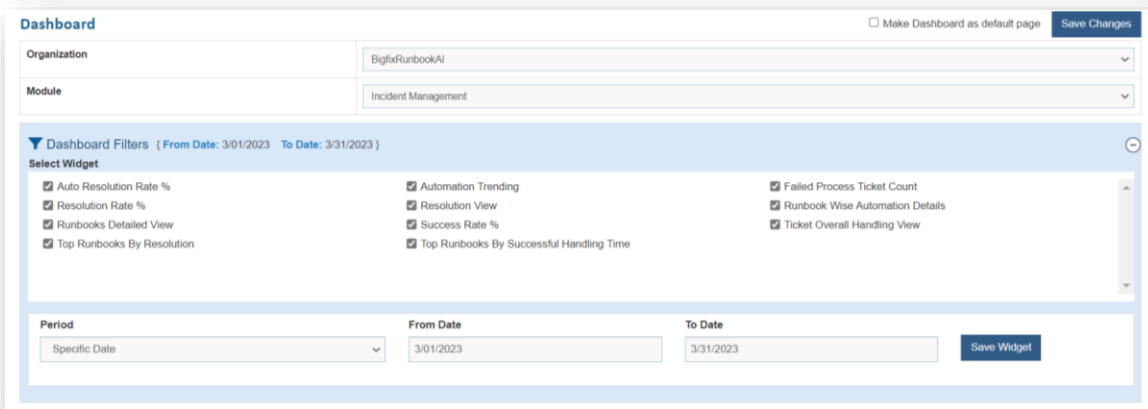 Dashboard
Make Dashboard as default page
Save Changes
Organization
BigfixRunbookAI
Module
Incident Management
Dashboard Filters ( From Date: 3/01/2023 To Date: 3/31/2023 )
Select Widget
Auto Resolution Rate % Automation Trending Failed Process Ticket Count
Resolution Rate % Resolution View Runbook Wise Automation Details
Runbooks Detailed View Success Rate % Ticket Overall Handling View
Top Runbooks By Resolution Top Runbooks By Successful Handling Time
Period From Date To Date
Specific Date 3/01/2023 3/31/2023 Save Widget